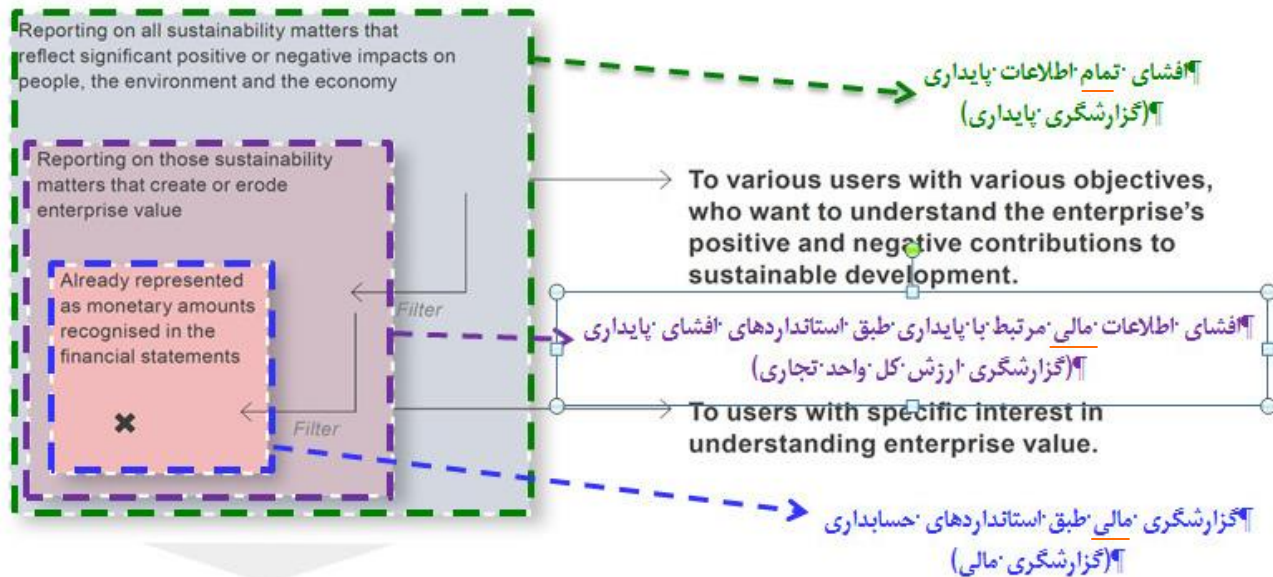 Reporting on all sustainability matters that
reflect significant positive or negative impacts on
people, the environment and the economy
¶افشای تمام اطلاعات پایداری
¶(گزارشگری پایداری)
Reporting on those sustainability
matters that create or erode
enterprise value
To various users with various objectives,
who want to understand the enterprise's
positive and negative contributions to
sustainable development.
Already represented
as monetary amounts
recognised in the
financial statements
Filter
¶افشای اطلاعات مالی مرتبط با پایداری طبق استانداردهای افشای پایداری
¶(گزارشگری ارزش کل واحد تجاری)
Filter
To users with specific interest in
understanding enterprise value.
¶گزارشگری مالی طبق استانداردهای حسابداری
¶(گزارشگری مالی)